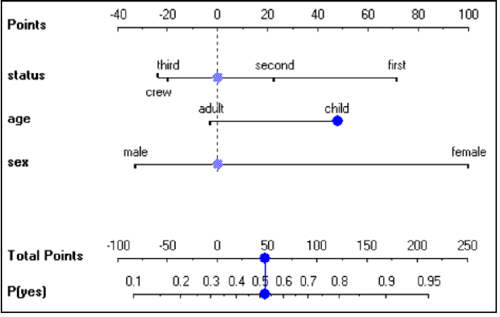 Points -40 -20 0 20 40 60 80 100
third second first
status
crew
adult child
age
male female
sex
Total Points -100 -50 0 50 100 150 200 250
P(yes) 0.1 0.2 0.3 0.4 0.5 0.6 0.7 0.8 0.9 0.95